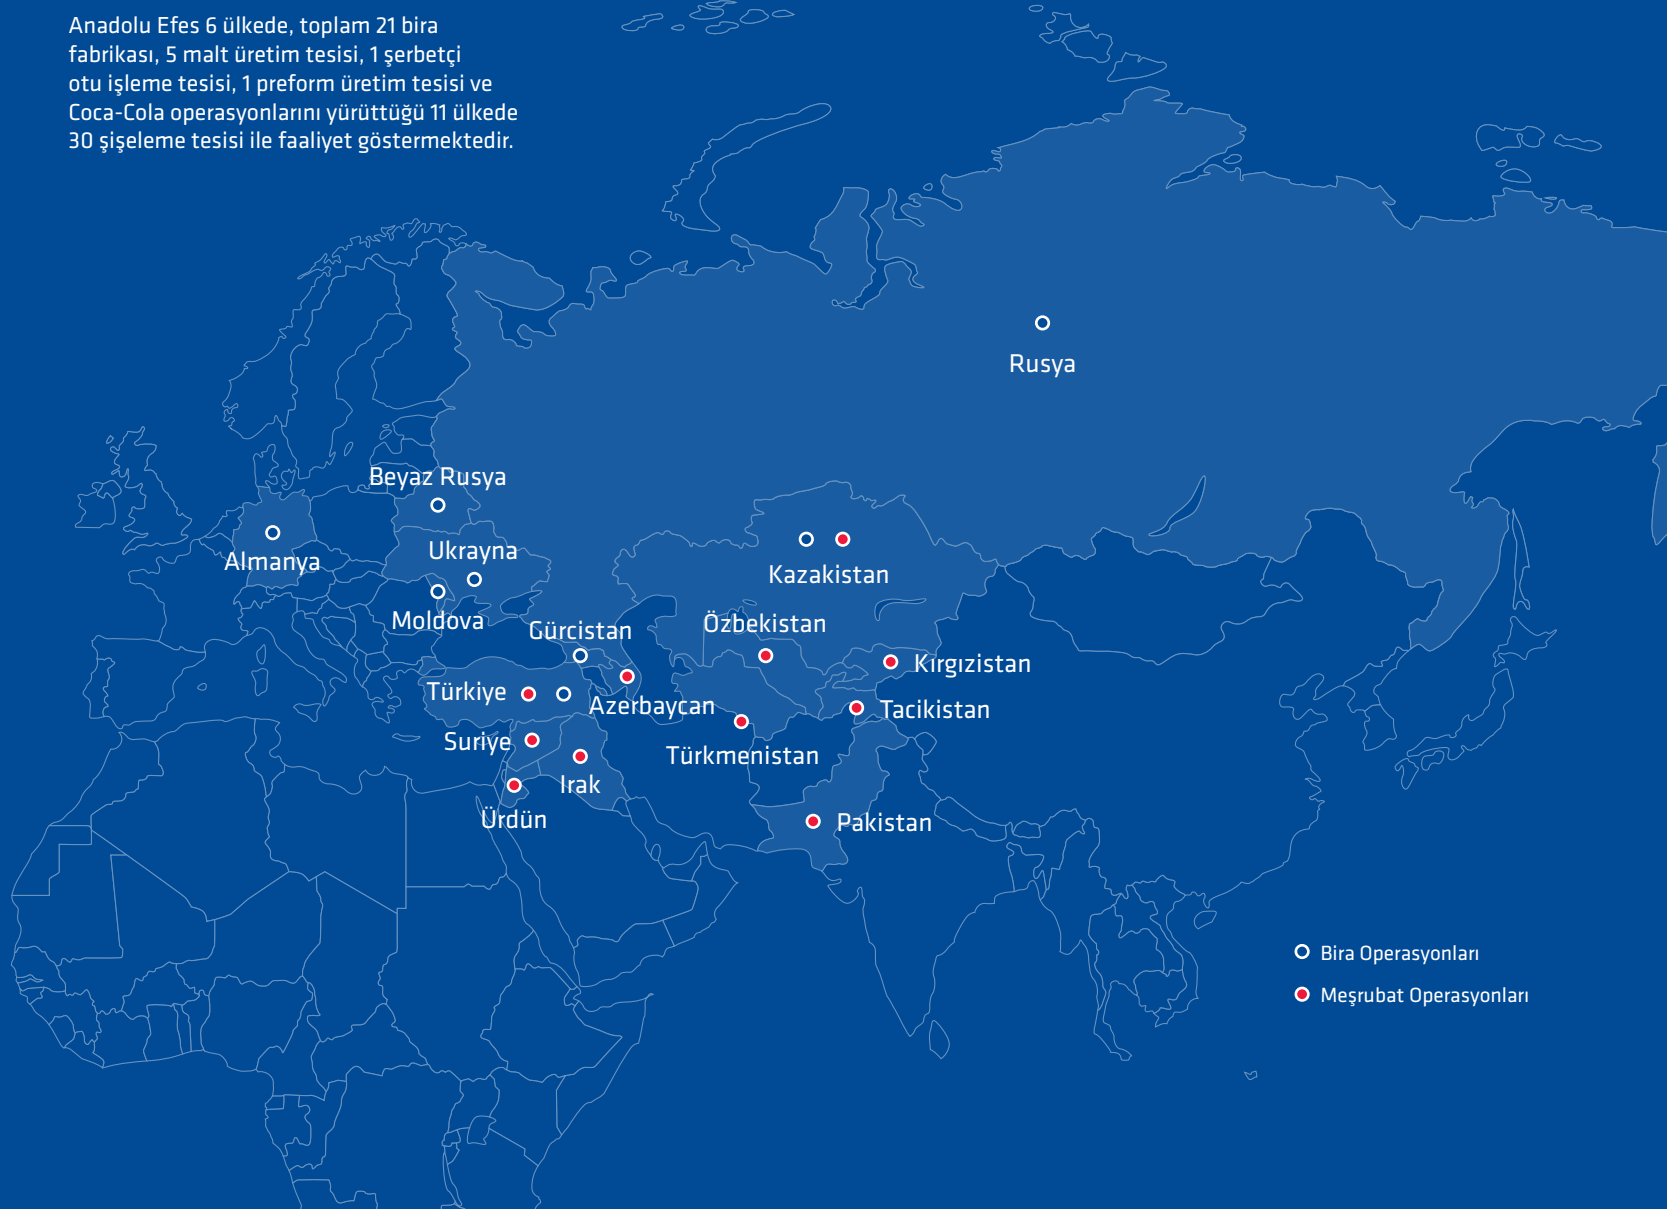 Anadolu Efes 6 ülkede, toplam 21 bira
fabrikası, 5 malt üretim tesisi, 1 şerbetçi
otu işleme tesisi, 1 preform üretim tesisi ve
Coca-Cola operasyonlarını yürüttüğü 11 ülkede
30 şişeleme tesisi ile faaliyet göstermektedir.
Rusya
Beyaz Rusya
Almanya
Ukrayna
Kazakistan
Moldova
Gürcistan
Özbekistan
Kırgızistan
Türkiye
Azerbaycan
Tacikistan
Suriye
Türkmenistan
Irak
Ürdün
Pakistan
Bira Operasyonları
Meşrubat Operasyonları